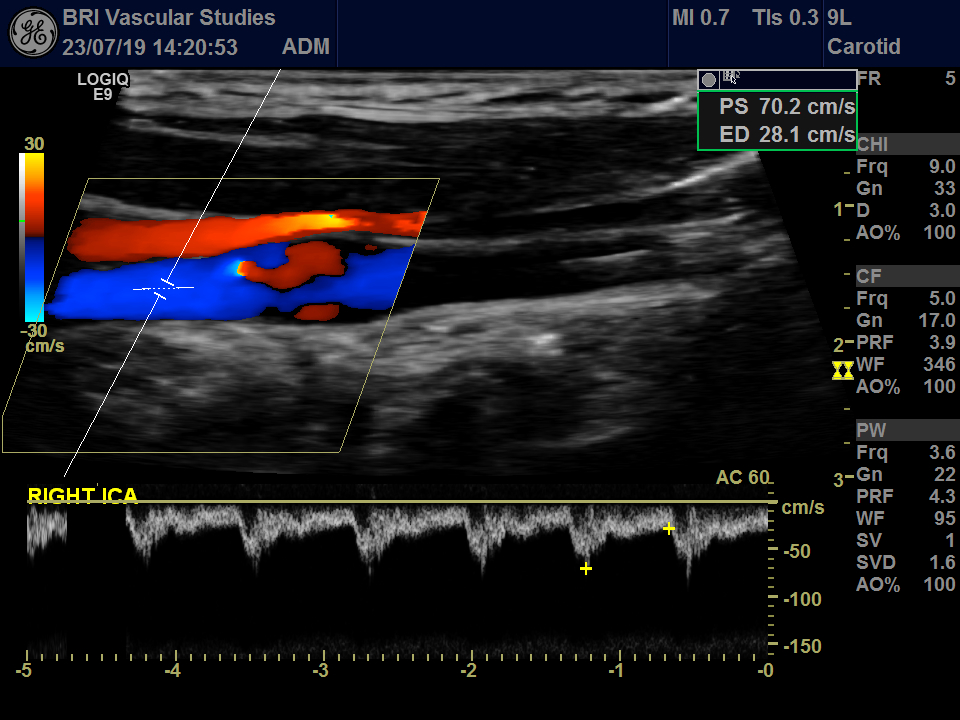 BRI Vascular Studies
23/07/19 14:20:53 ADM
MI 0.7 TIs 0.3
9L
Carotid
LOGIQ
E9
PS 70.2 cm/s
ED 28.1 cm/s
FR 5
CHI
Frq 9.0
Gn 33
D 3.0
AO% 100
CF
Frq 5.0
Gn 17.0
PRF 3.9
WF 346
AO% 100
PW
Frq 3.6
Gn 22
PRF 4.3
WF 95
SV 1
SVD 1.6
AO% 100
30
-30
cm/s
1
2
3
AC 60
RIGHT ICA
cm/s
-50
-100
-150
-5 -4 -3 -2 -1 -0